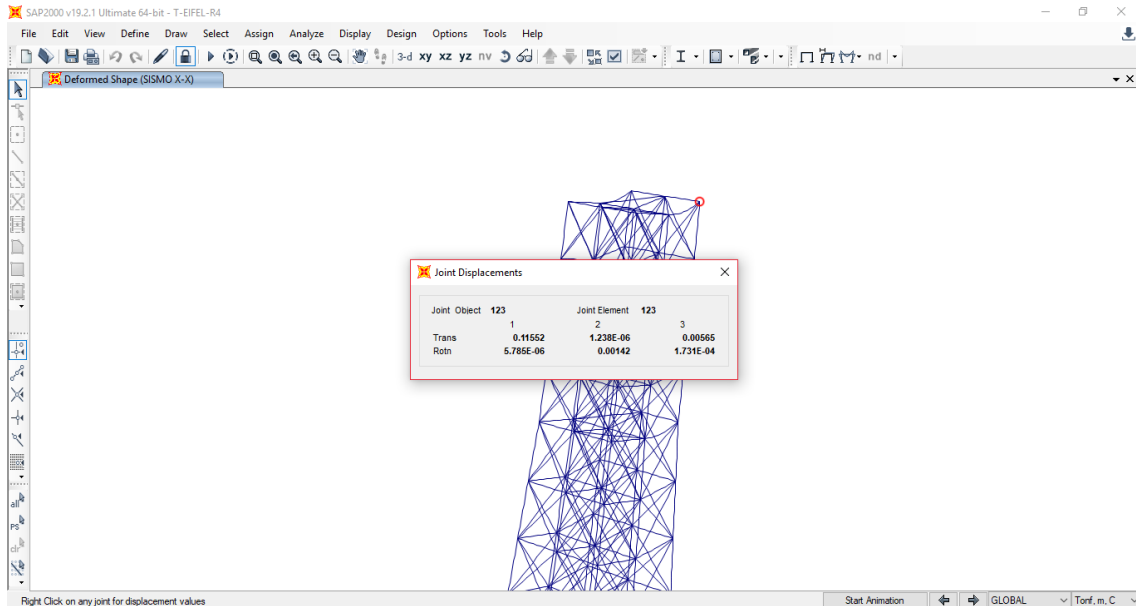 SAP2000 v19.2.1 Ultimate 64-bit - T-EIFEL-R4
File Edit View Define Draw Select Assign Analyze Display Design Options Tools Help
3-d xy xz yz nv nd
Deformed Shape (SISMO X-X)
Joint Displacements
Joint Object 123 Joint Element 123
1 2 3
Trans 0.11552 1.238E-06 0.00565
Rotn 5.785E-06 0.00142 1.731E-04
all
PS
clr
Right Click on any joint for displacement values Start Animation GLOBAL Tonf, m, C